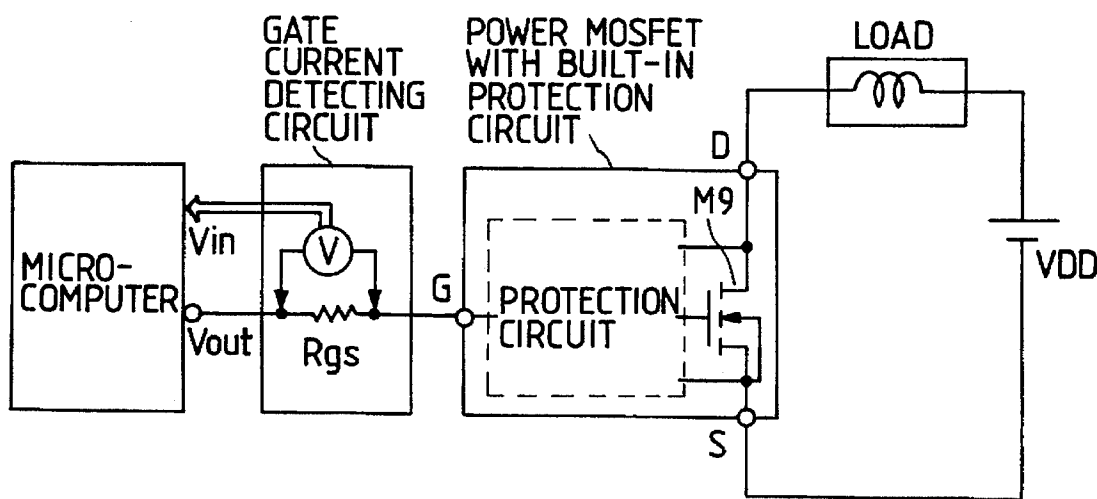 GATE
CURRENT
DETECTING
CIRCUIT
POWER MOSFET
WITH BUILT-IN
PROTECTION
CIRCUIT
LOAD
D
M9
Vin
V
MICRO-
COMPUTER
G
PROTECTION
CIRCUIT
VDD
Vout
Rgs
S